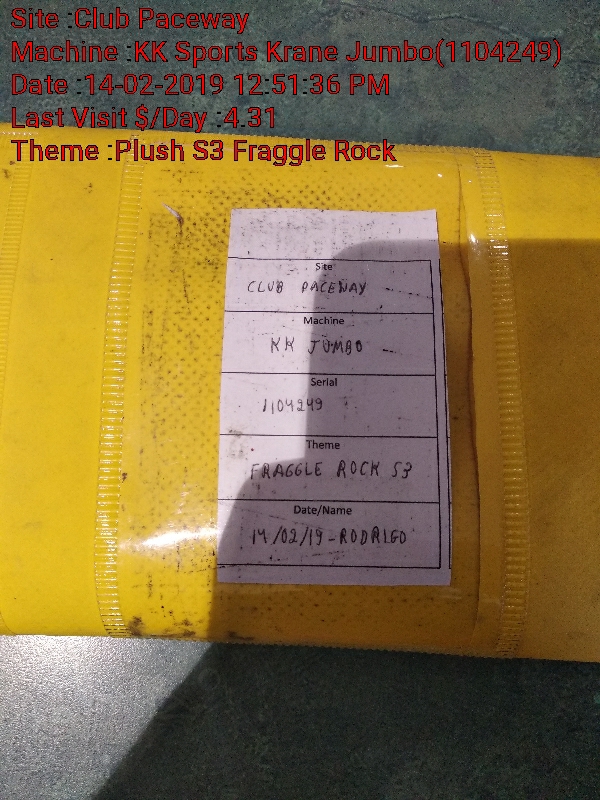 Site :Club Paceway
Machine :KK Sports Krane Jumbo(1104249)
Date :14-02-2019 12:51:36 PM
Last Visit $/Day :4.31
Theme :Plush S3 Fraggle Rock
Site
CLUB PACEWAY
Machine
KK JUMBO
Serial
1104249
Theme
FRAGGLE ROCK S3
Date/Name
14/02/19-RODRIGO